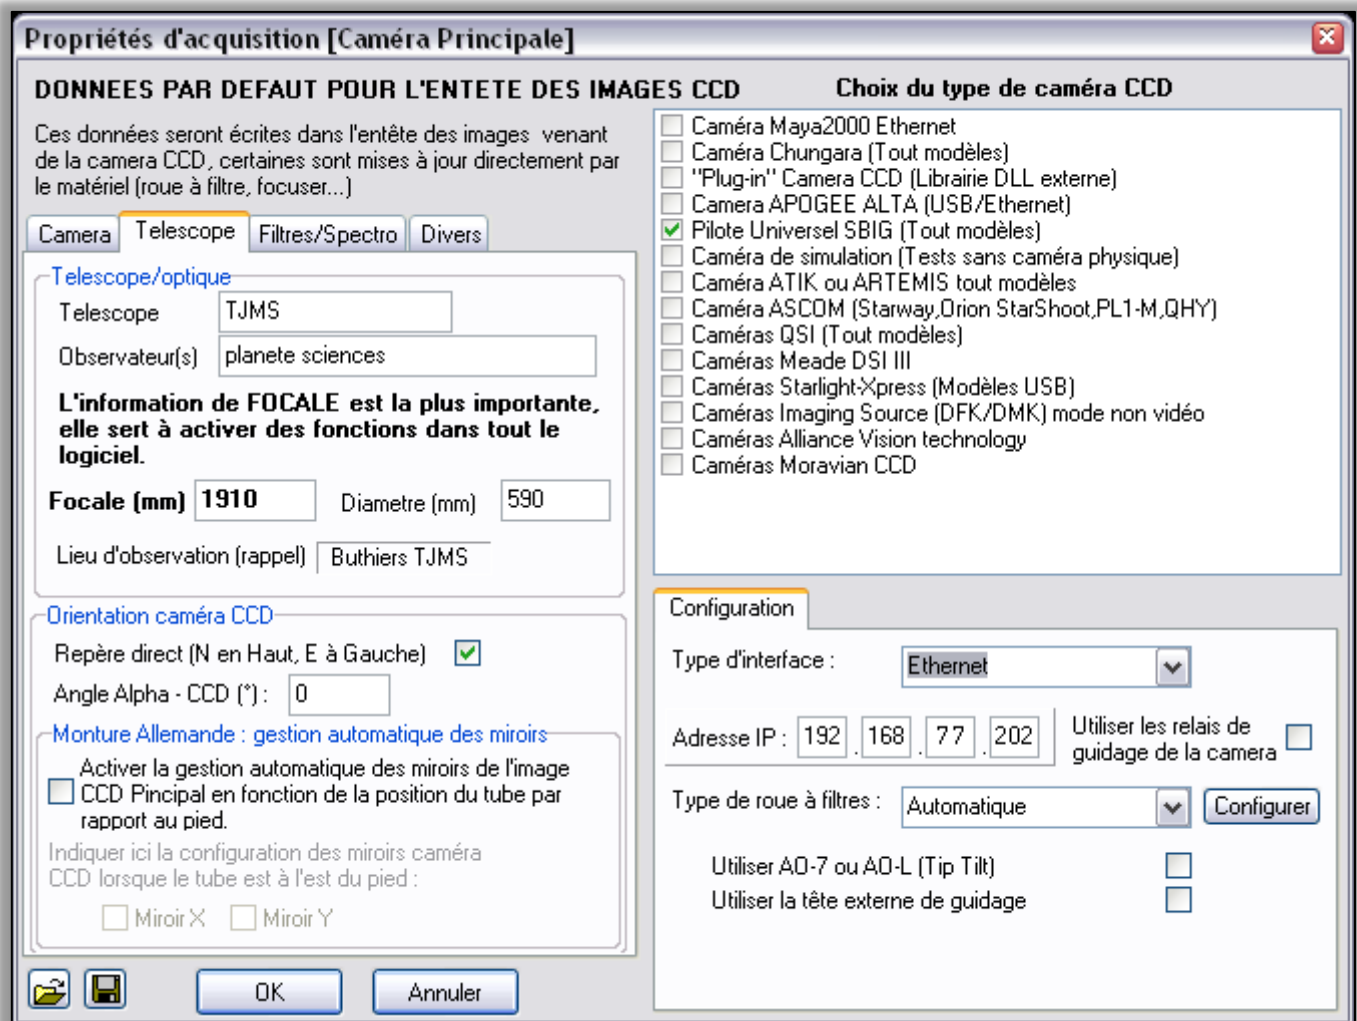 Propriétés d'acquisition [Caméra Principale]
DONNEES PAR DEFAUT POUR L'ENTETE DES IMAGES CCD
Ces données seront écrites dans l'entête des images venant
de la camera CCD, certaines sont mises à jour directement par
le matériel (roue à filtre, focuser...)
Camera
Telescope
Filtres/Spectro
Divers
Telescope/optique
Telescope TJMS
Observateur(s) planete sciences
L'information de FOCALE est la plus importante,
elle sert à activer des fonctions dans tout le
logiciel.
Focale (mm) 1910 Diametre (mm) 590
Lieu d'observation (rappel) Buthiers TJMS
Orientation caméra CCD
Repère direct (N en Haut, E à Gauche)
Angle Alpha - CCD (°) : 0
Monture Allemande : gestion automatique des miroirs
Activer la gestion automatique des miroirs de l'image
CCD Pincipal en fonction de la position du tube par
rapport au pied.
Indiquer ici la configuration des miroirs caméra
CCD lorsque le tube est à l'est du pied :
Miroir X Miroir Y
OK
Annuler
Choix du type de caméra CCD
Caméra Maya2000 Ethernet
Caméra Chungara (Tout modèles)
"Plug-in" Camera CCD (Librairie DLL externe)
Camera APOGEE ALTA (USB/Ethernet)
Pilote Universel SBIG (Tout modèles)
Caméra de simulation (Tests sans caméra physique)
Caméra ATIK ou ARTEMIS tout modèles
Caméra ASCOM (Starway,Orion StarShoot,PL1-M,QHY)
Caméras QSI (Tout modèles)
Caméras Meade DSI III
Caméras Starlight-Xpress (Modèles USB)
Caméras Imaging Source (DFK/DMK) mode non vidéo
Caméras Alliance Vision technology
Caméras Moravian CCD
Configuration
Type d'interface : Ethernet
Adresse IP : 192 . 168 . 77 . 202
Utiliser les relais de
guidage de la camera
Type de roue à filtres : Automatique Configurer
Utiliser AO-7 ou AO-L (Tip Tilt)
Utiliser la tête externe de guidage